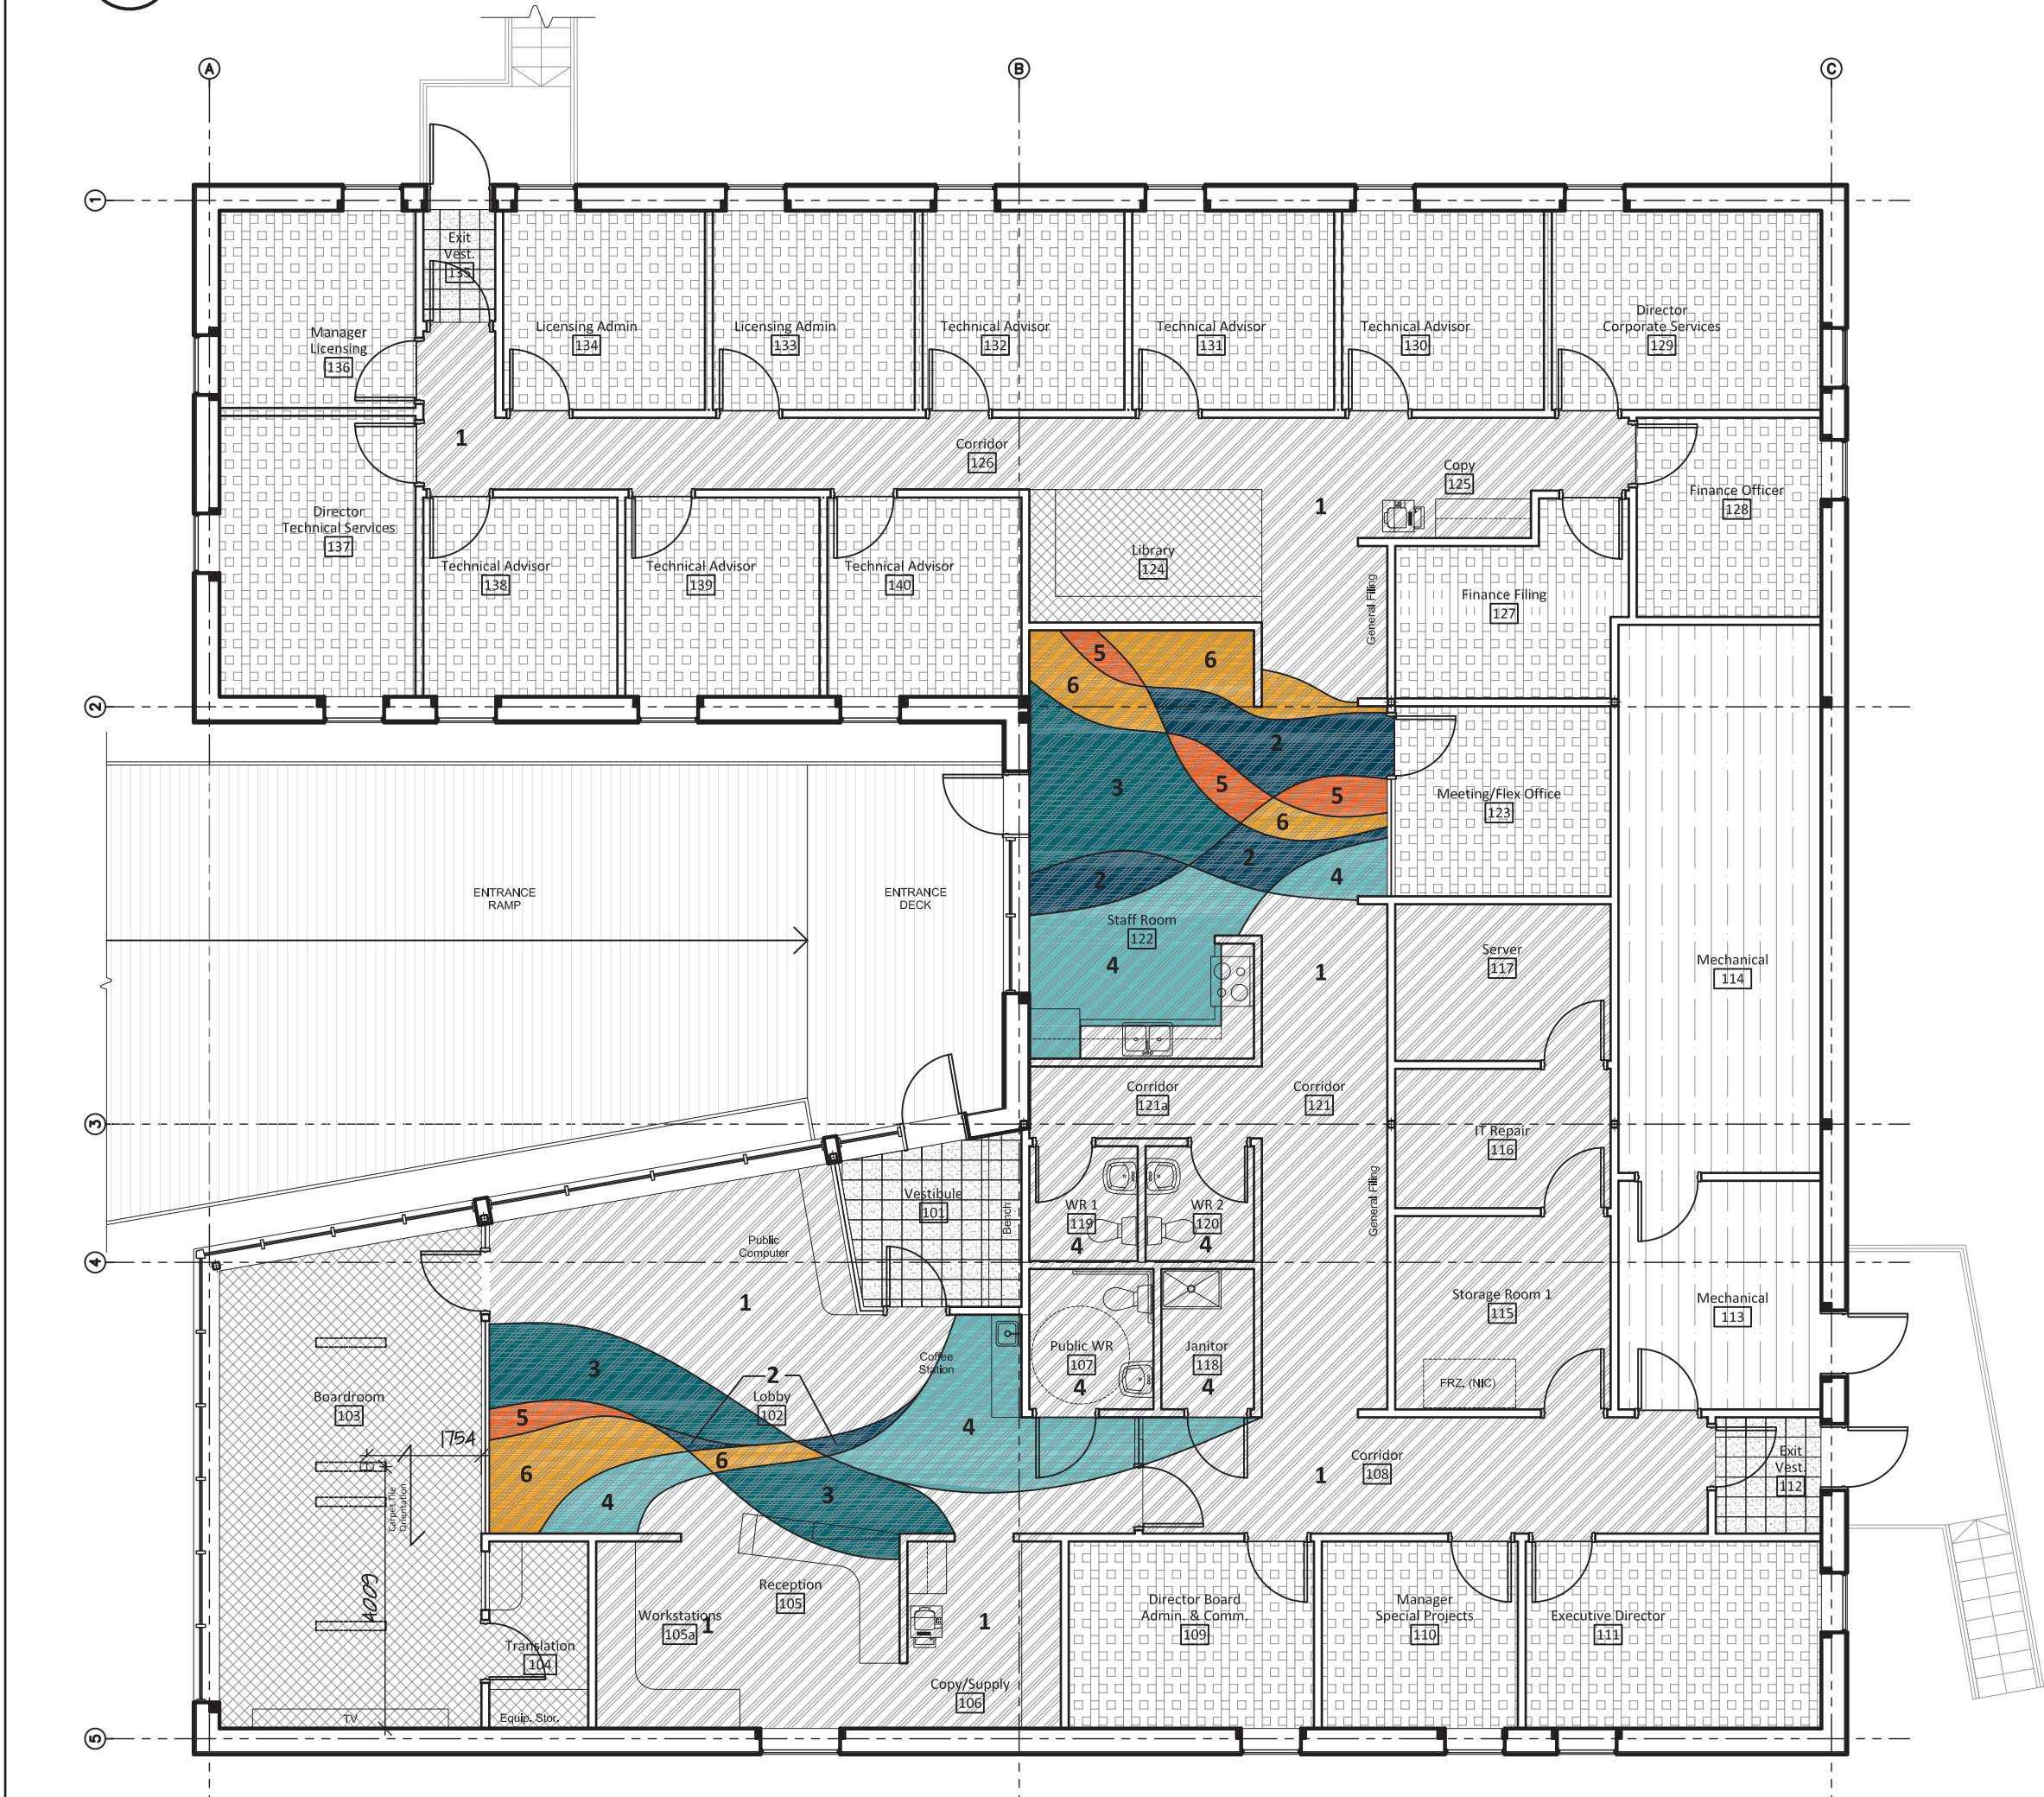 A
B
C
1
Exit
Vest.
135
Manager
Licensing
136
Licensing Admin
134
Licensing Admin
133
Technical Advisor
132
Technical Advisor
131
Technical Advisor
130
Director
Corporate Services
129
1
Corridor
126
Copy
125
1
Finance Officer
128
Director
Technical Services
137
Technical Advisor
138
Technical Advisor
139
Technical Advisor
140
Library
124
General Filing
Finance Filing
127
5
6
6
2
2
3
5
5
6
2
2
4
Meeting/Flex Office
123
ENTRANCE
RAMP
ENTRANCE
DECK
Staff Room
122
4
1
Server
117
Mechanical
114
Corridor
121a
Corridor
121
3
IT Repair
116
Vestibule
101
Bench
WR 1
119
4
WR 2
120
4
General Filing
Public
Computer
4
1
Storage Room 1
115
FRZ. (NIC)
Mechanical
113
Public WR
107
4
Janitor
118
4
Coffee
Station
3
2
Lobby
102
Boardroom
103
5
1754
6
4
6
3
4
Corridor
108
1
Exit
Vest.
112
Carpet Tile
Orientation
4009
Translation
104
Equip. Stor.
TV
Workstations
105a
1
Reception
105
1
Copy/Supply
106
Director Board
Admin. & Comm.
109
Manager
Special Projects
110
Executive Director
111
5